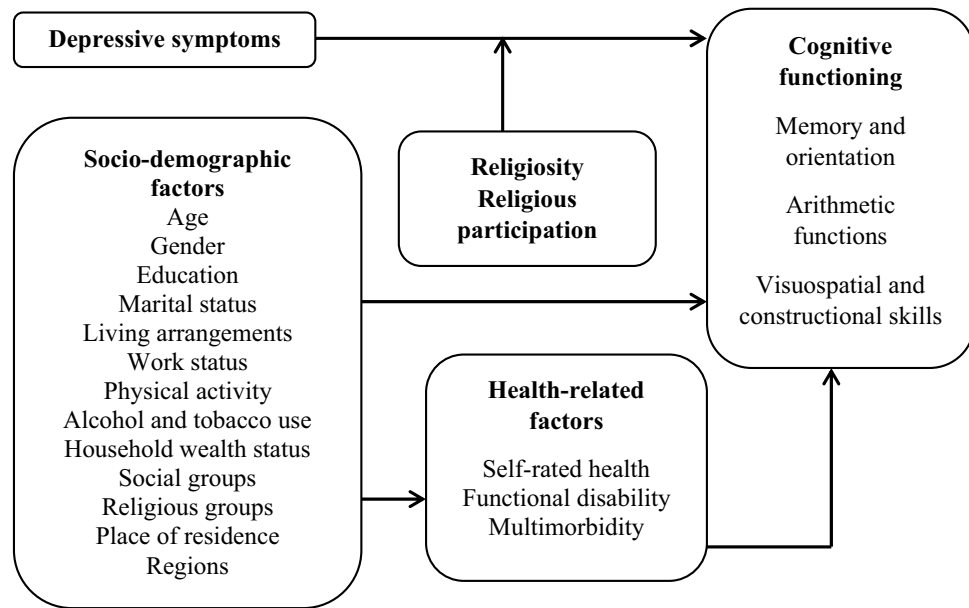 Depressive symptoms
Cognitive
functioning
Memory and
orientation
Arithmetic
functions
Visuospatial and
constructional skills
Religiosity
Religious
participation
Socio-demographic
factors
Age
Gender
Education
Marital status
Living arrangements
Work status
Physical activity
Alcohol and tobacco use
Household wealth status
Social groups
Religious groups
Place of residence
Regions
Health-related
factors
Self-rated health
Functional disability
Multimorbidity